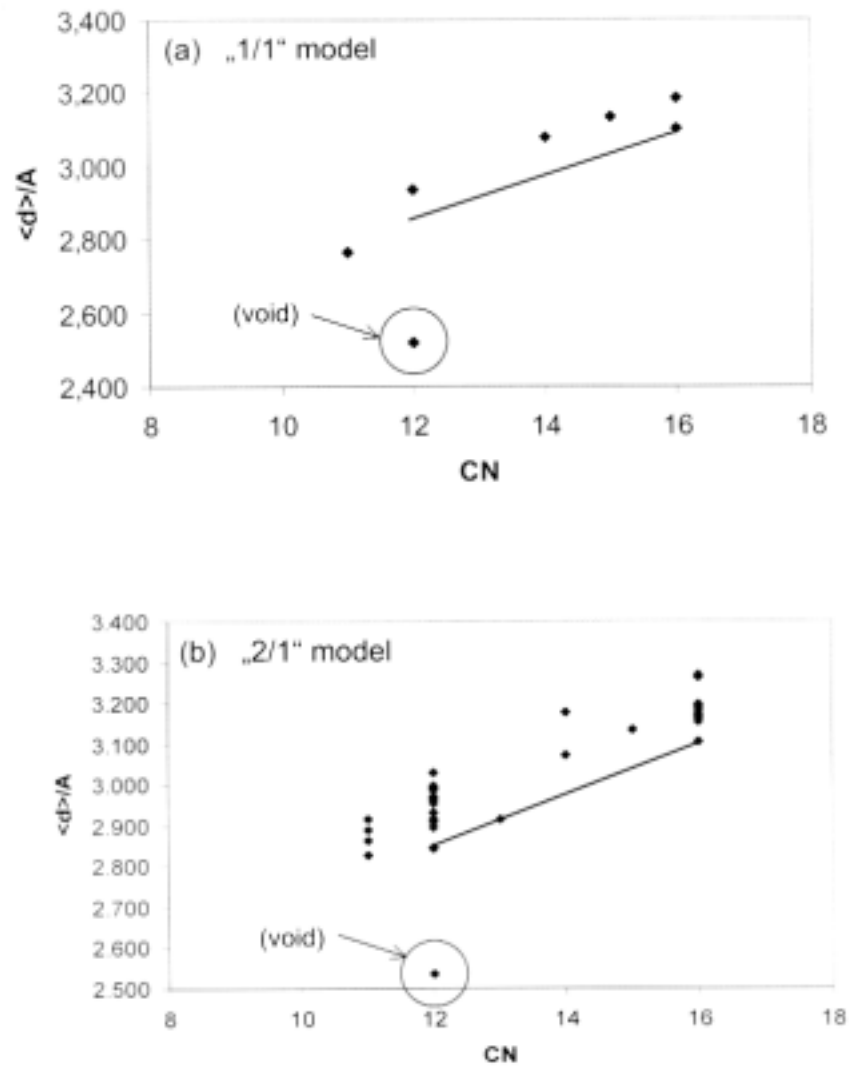 3,400
(a) „1/1“ model
3,200
3,000
<d>/A
2,800
(void)
2,600
2,400
8 10 12 14 16 18
CN
3.400
(b) „2/1“ model
3.300
3.200
3.100
3.000
<d>/A
2.900
2.800
2.700
(void)
2.600
2.500
8 10 12 14 16 18
CN